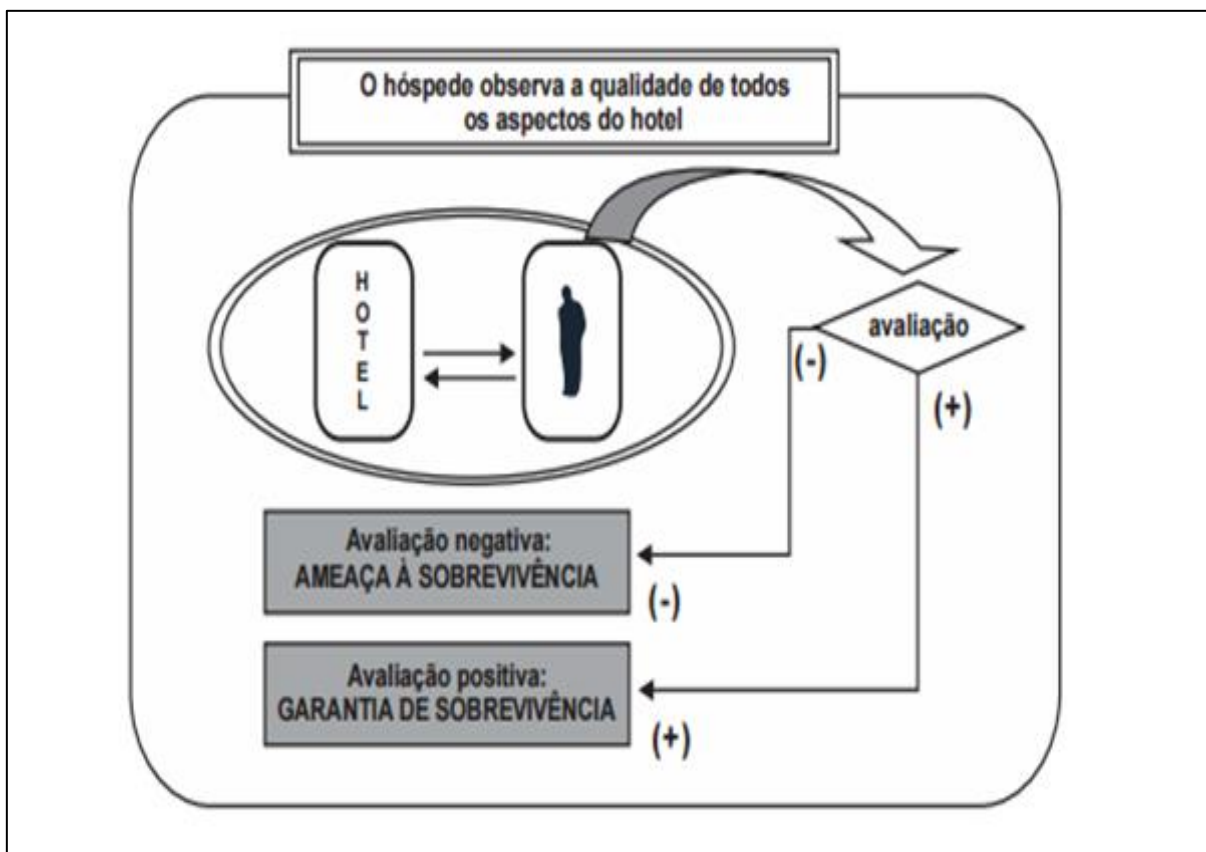 O hóspede observa a qualidade de todos
os aspectos do hotel
H
O
T
E
L
avaliação
(-)
(+)
Avaliação negativa:
AMEAÇA À SOBREVIVÊNCIA
(-)
Avaliação positiva:
GARANTIA DE SOBREVIVÊNCIA
(+)